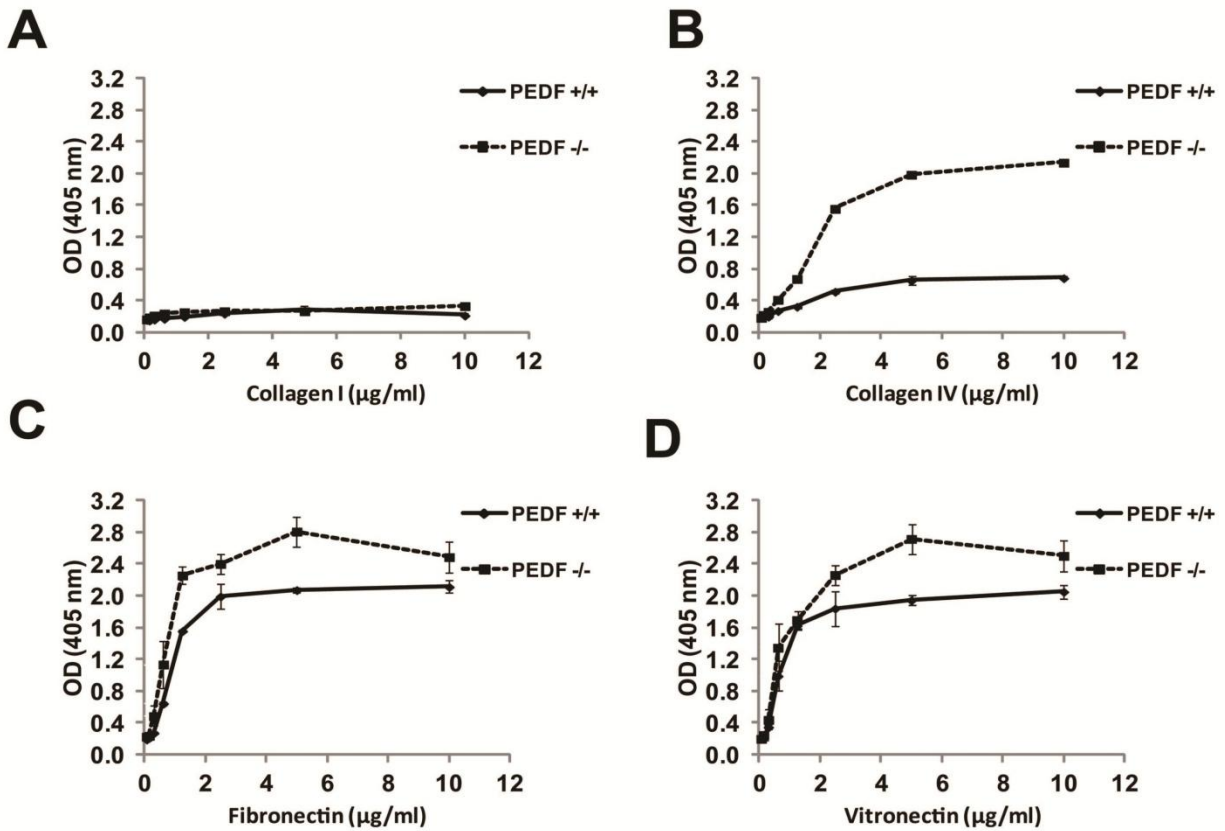 A
3.2
2.8
2.4
2.0
1.6
1.2
0.8
0.4
0.0
OD (405 nm)
0 2 4 6 8 10 12
Collagen I (µg/ml)
PEDF +/+
PEDF -/-
B
3.2
2.8
2.4
2.0
1.6
1.2
0.8
0.4
0.0
OD (405 nm)
0 2 4 6 8 10 12
Collagen IV (µg/ml)
PEDF +/+
PEDF -/-
C
3.2
2.8
2.4
2.0
1.6
1.2
0.8
0.4
0.0
OD (405 nm)
0 2 4 6 8 10 12
Fibronectin (µg/ml)
PEDF +/+
PEDF -/-
D
3.2
2.8
2.4
2.0
1.6
1.2
0.8
0.4
0.0
OD (405 nm)
0 2 4 6 8 10 12
Vitronectin (µg/ml)
PEDF +/+
PEDF -/-